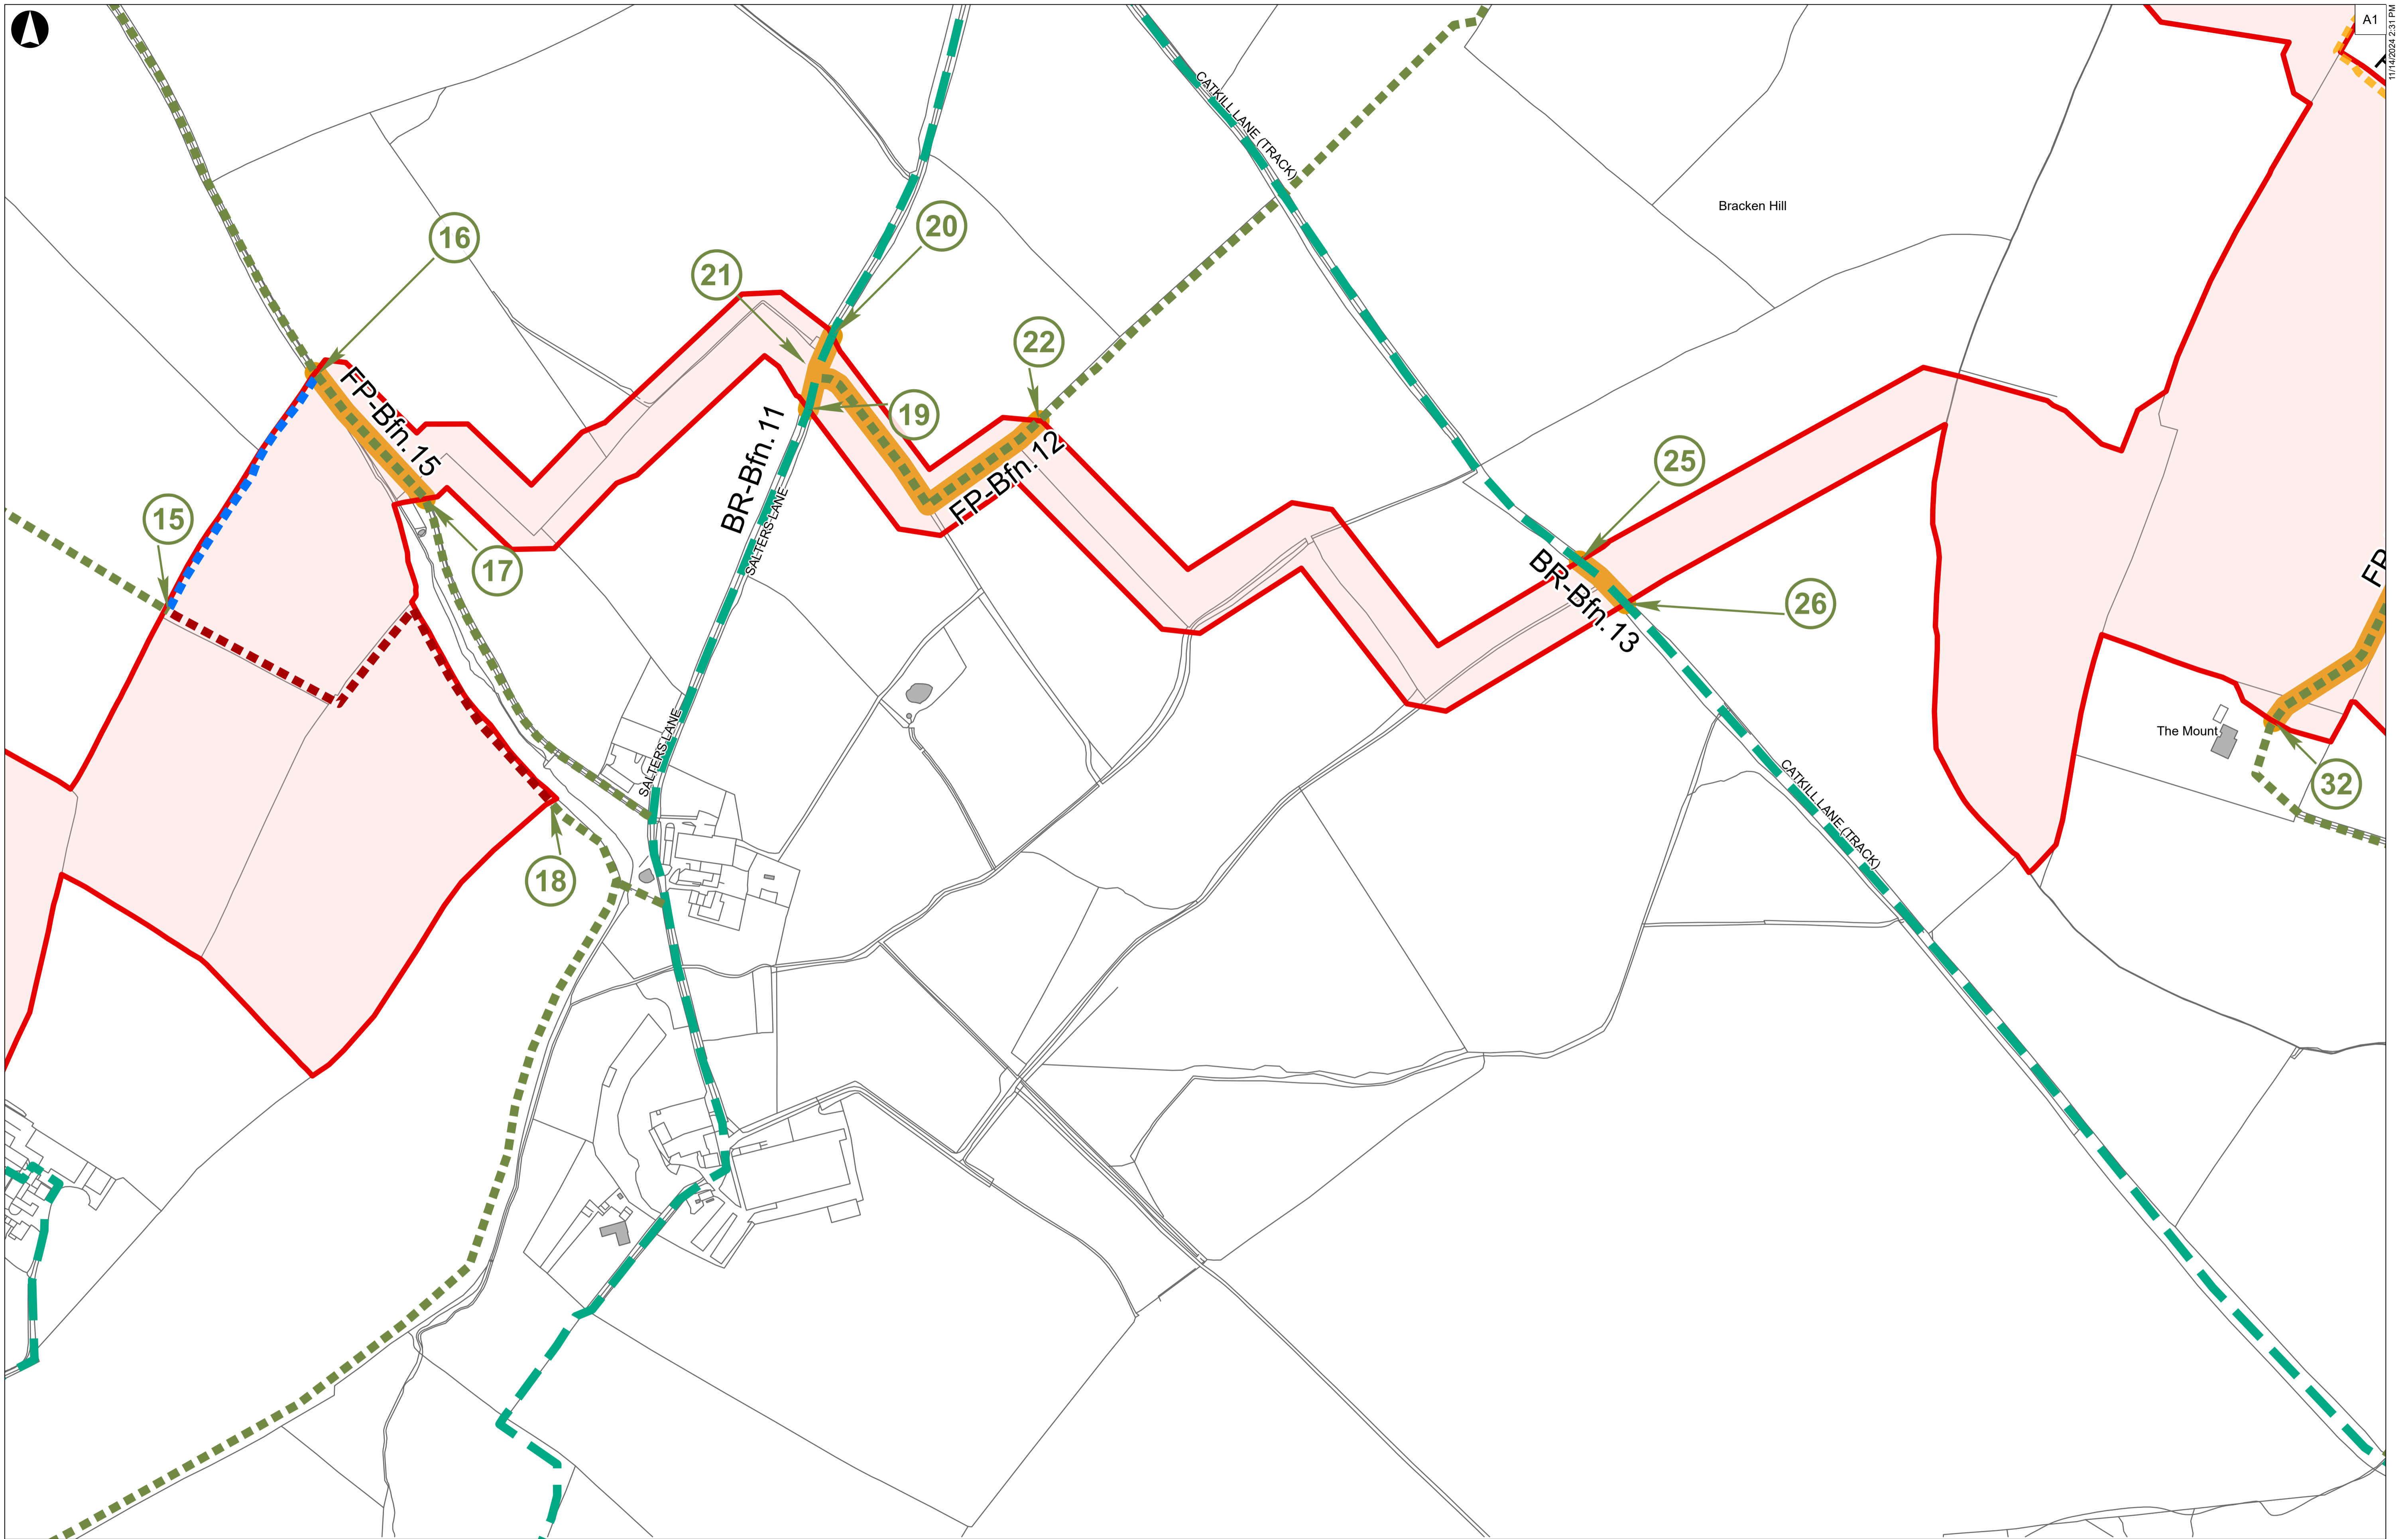 A1
11/14/2024 2:31 PM
CATKILL LANE (TRACK)
Bracken Hill
16
20
21
22
FP-Bfn.15
19
BR-Bfn.11
FP-Bfn.12
25
15
SALTERS LANE
17
BR-Bfn.13
26
FP
SALTERS LANE
The Mount
32
CATKILL LANE (TRACK)
18